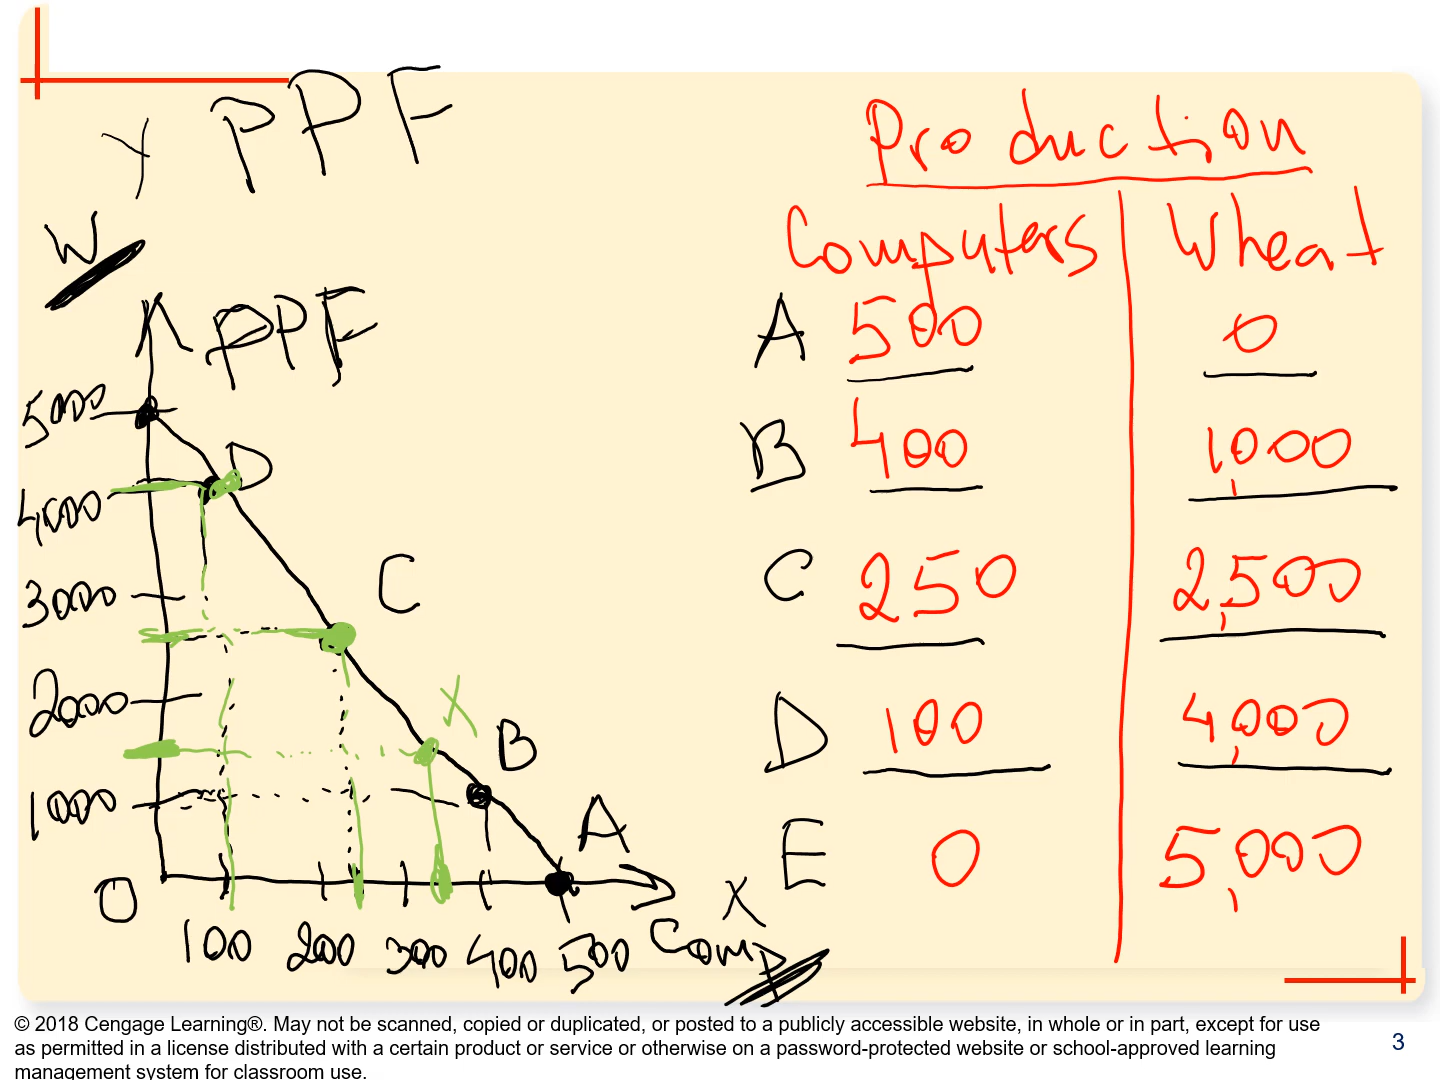 Y PPF
W
PPF
5000
D
4000
C
3000
X
2000
B
1000
A
O
X
100 200 300 400 500 Comp
Production
Computers Wheat
A 500 0
B 400 1,000
C 250 2,500
D 100 4,000
E 0 5,000
© 2018 Cengage Learning®. May not be scanned, copied or duplicated, or posted to a publicly accessible website, in whole or in part, except for use
as permitted in a license distributed with a certain product or service or otherwise on a password-protected website or school-approved learning
management system for classroom use.
3